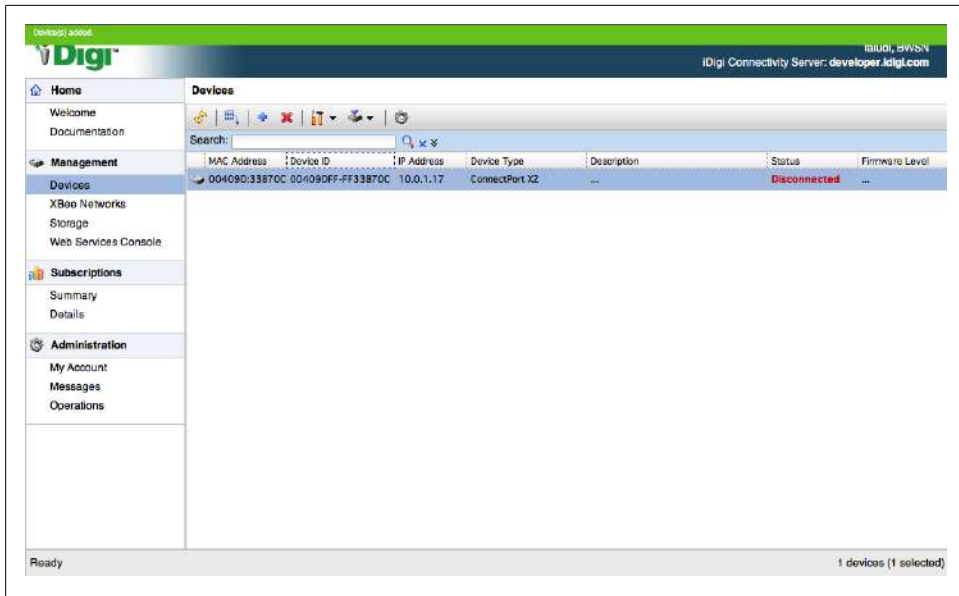 Device(s) added.
Digi
faludi, BWSN
iDigi Connectivity Server: developer.idigi.com
Home
Welcome
Documentation
Management
Devices
XBee Networks
Storage
Web Services Console
Subscriptions
Summary
Details
Administration
My Account
Messages
Operations
Devices
Search:
MAC Address Device ID IP Address Device Type Description Status Firmware Level
00409D:33870C 00409DFF-FF33870C 10.0.1.17 ConnectPort X2 ... Disconnected ...
Ready
1 devices (1 selected)